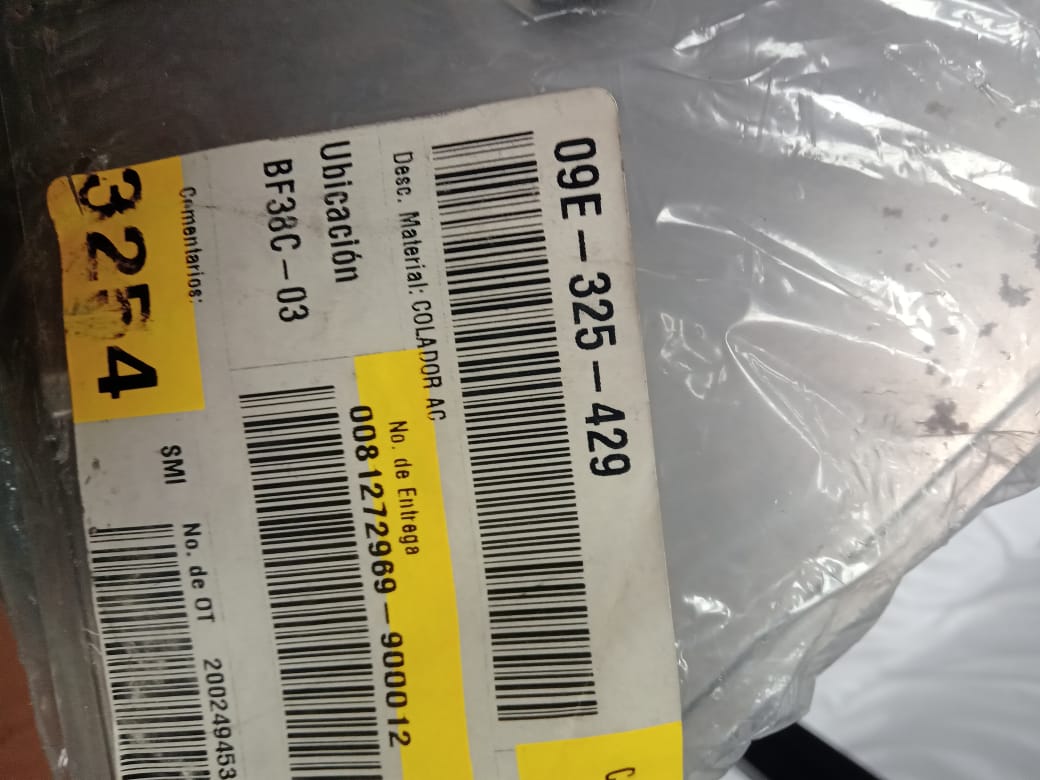 09E-325-429
Desc. Material: COLADOR AC
No. de Entrega
0081272969-900012
Ubicación
BF38C-03
Comentarios:
SMI
No. de OT 200249453